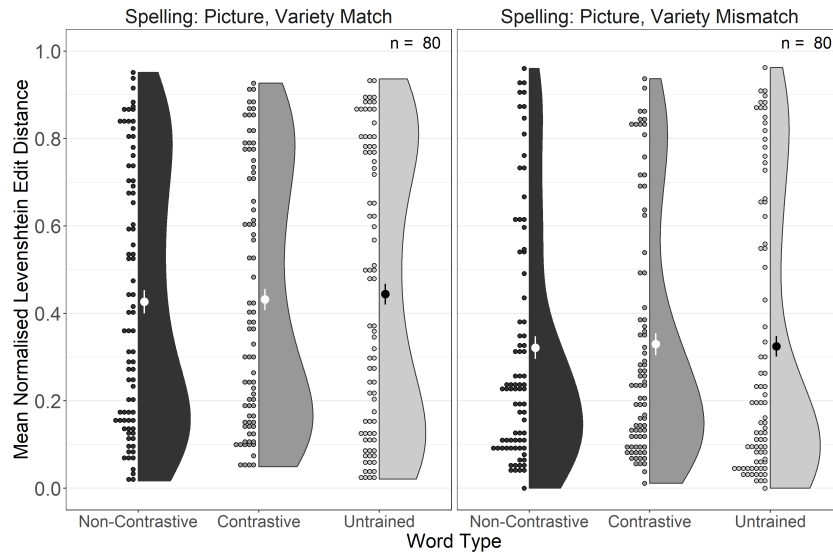 Spelling: Picture, Variety Match
Spelling: Picture, Variety Mismatch
n = 80
n = 80
Mean Normalised Levenshtein Edit Distance
1.0
0.8
0.6
0.4
0.2
0.0
Non-Contrastive
Contrastive
Untrained
Non-Contrastive
Contrastive
Untrained
Word Type